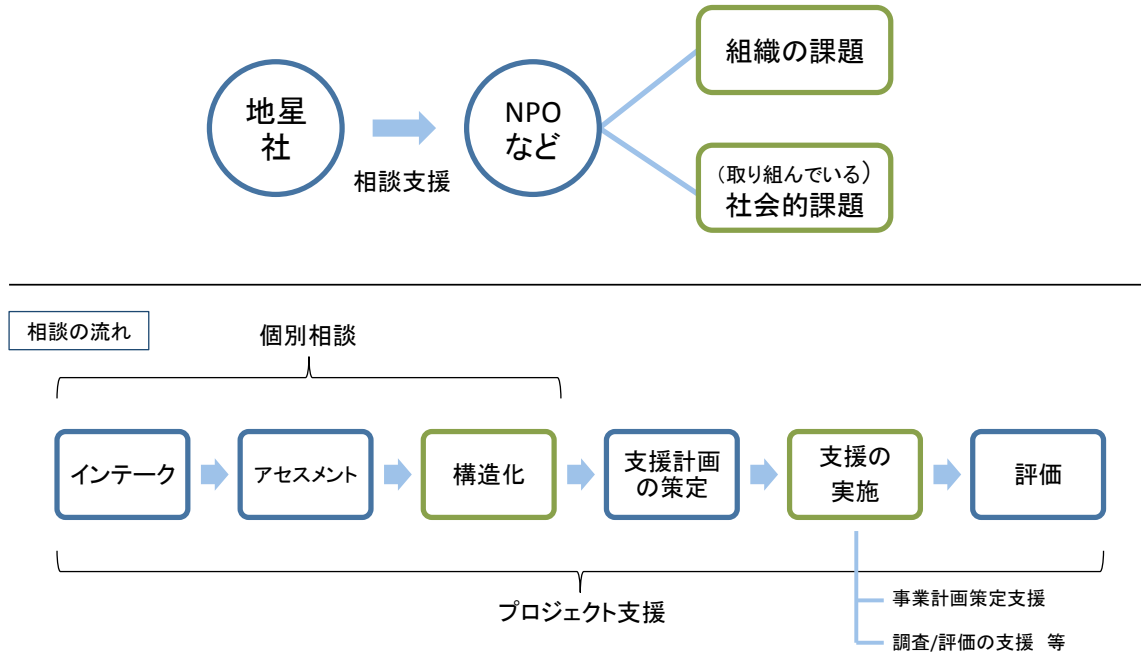 地星
社
相談支援
NPO
など
組織の課題
（取り組んでいる）
社会的課題
相談の流れ
個別相談
インテーク
アセスメント
構造化
支援計画
の策定
支援の
実施
評価
プロジェクト支援
事業計画策定支援
調査/評価の支援　等